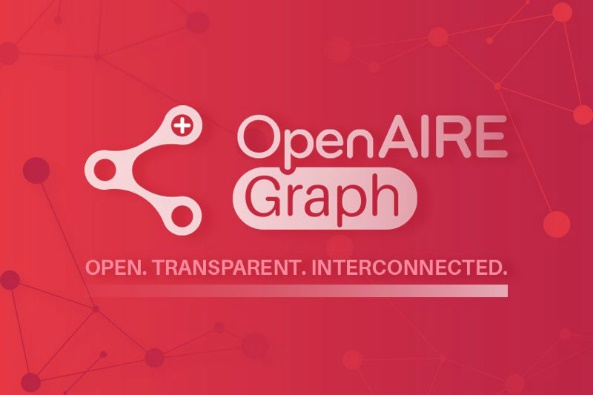 OpenAIRE
Graph
OPEN. TRANSPARENT. INTERCONNECTED.